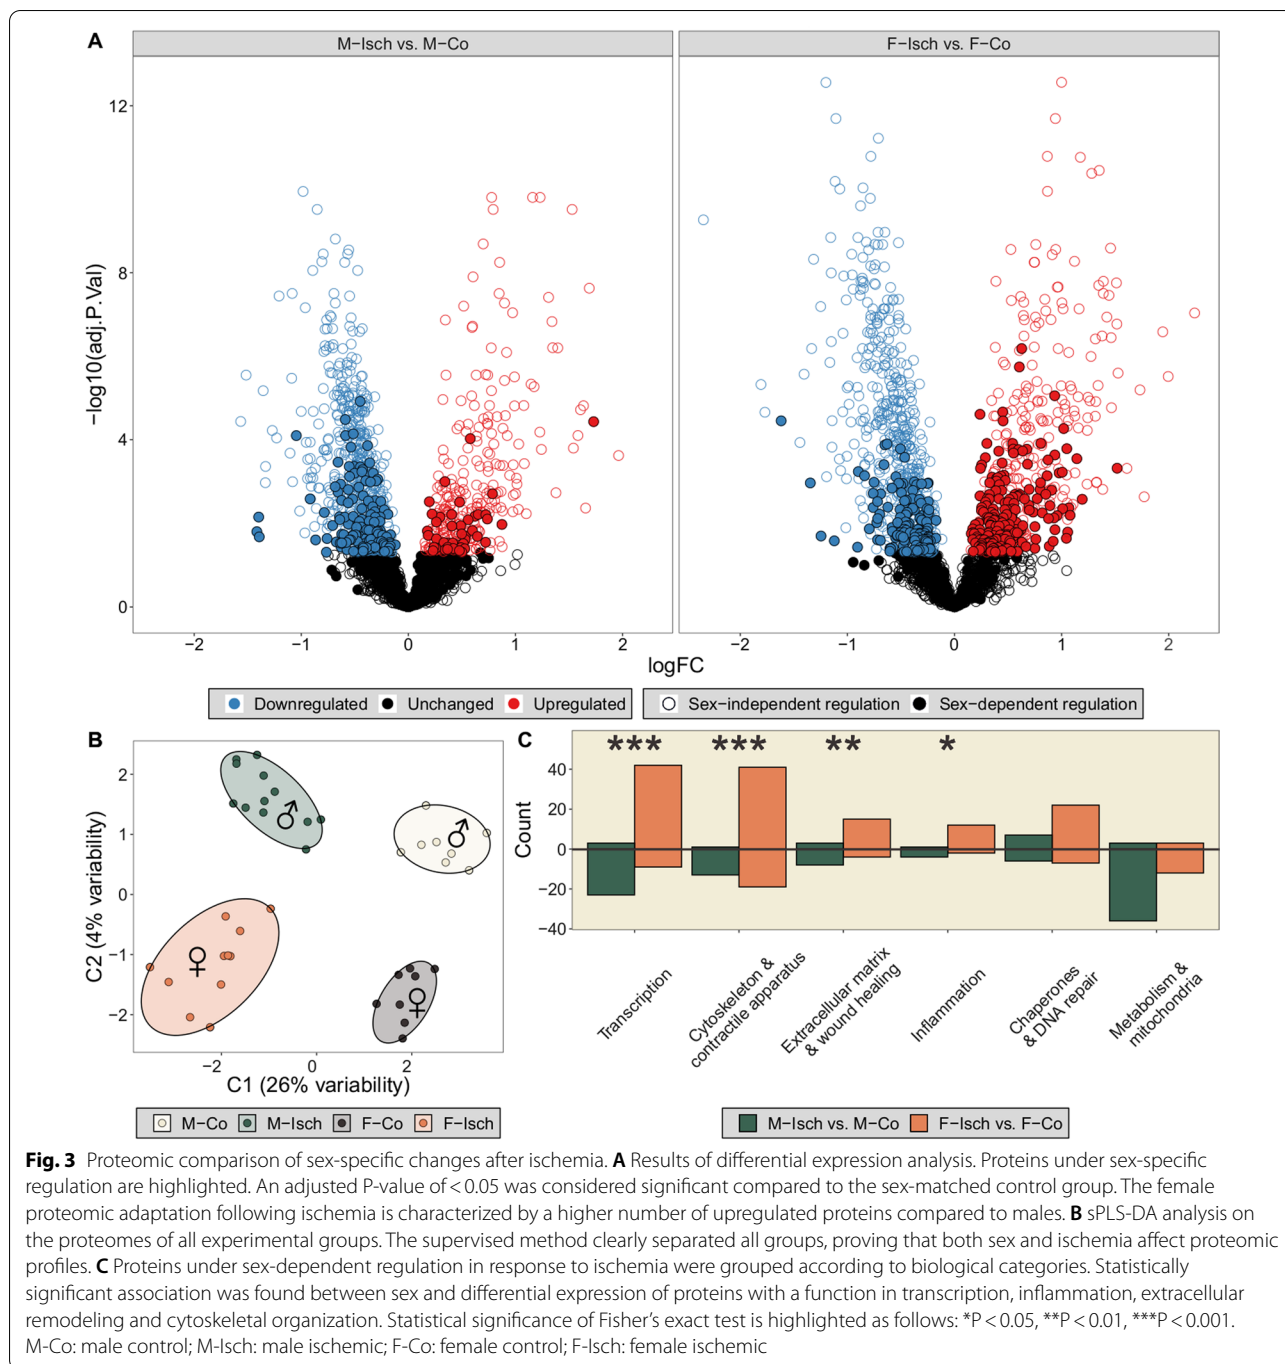 A
M−Isch vs. M−Co
F−Isch vs. F−Co
−log10(adj.P.Val)
12
8
4
0
−2
−1
0
1
2
−2
−1
0
1
2
logFC
Downregulated
Unchanged
Upregulated
Sex−independent regulation
Sex−dependent regulation
B
C2 (4% variability)
2
1
0
−1
−2
♂
♂
♀
♀
−2
0
2
C1 (26% variability)
M−Co
M−Isch
F−Co
F−Isch
C
***
***
**
*
Count
40
20
0
−20
−40
Transcription
Cytoskeleton &
contractile apparatus
Extracellular matrix
& wound healing
Inflammation
Chaperones
& DNA repair
Metabolism &
mitochondria
M−Isch vs. M−Co
F−Isch vs. F−Co
Fig. 3 Proteomic comparison of sex-specific changes after ischemia. A Results of differential expression analysis. Proteins under sex-specific
regulation are highlighted. An adjusted P-value of < 0.05 was considered significant compared to the sex-matched control group. The female
proteomic adaptation following ischemia is characterized by a higher number of upregulated proteins compared to males. B sPLS-DA analysis on
the proteomes of all experimental groups. The supervised method clearly separated all groups, proving that both sex and ischemia affect proteomic
profiles. C Proteins under sex-dependent regulation in response to ischemia were grouped according to biological categories. Statistically
significant association was found between sex and differential expression of proteins with a function in transcription, inflammation, extracellular
remodeling and cytoskeletal organization. Statistical significance of Fisher's exact test is highlighted as follows: *P < 0.05, **P < 0.01, ***P < 0.001.
M-Co: male control; M-Isch: male ischemic; F-Co: female control; F-Isch: female ischemic